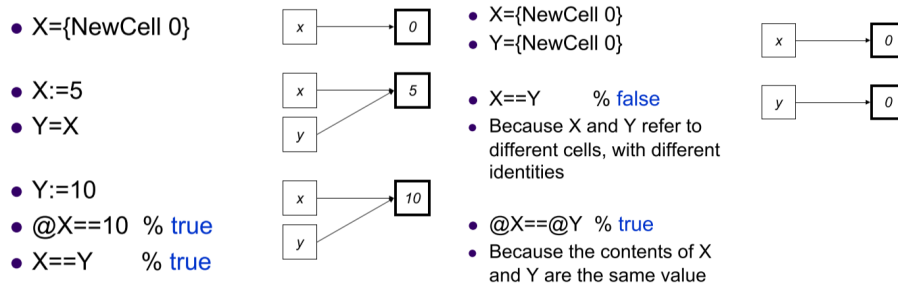 X={NewCell 0}
x
0
X:=5
Y=X
x
5
y
Y:=10
@X==10 % true
X==Y % true
x
10
y
X={NewCell 0}
Y={NewCell 0}
x
0
X==Y % false
y
0
Because X and Y refer to
different cells, with different
identities
@X==@Y % true
Because the contents of X
and Y are the same value